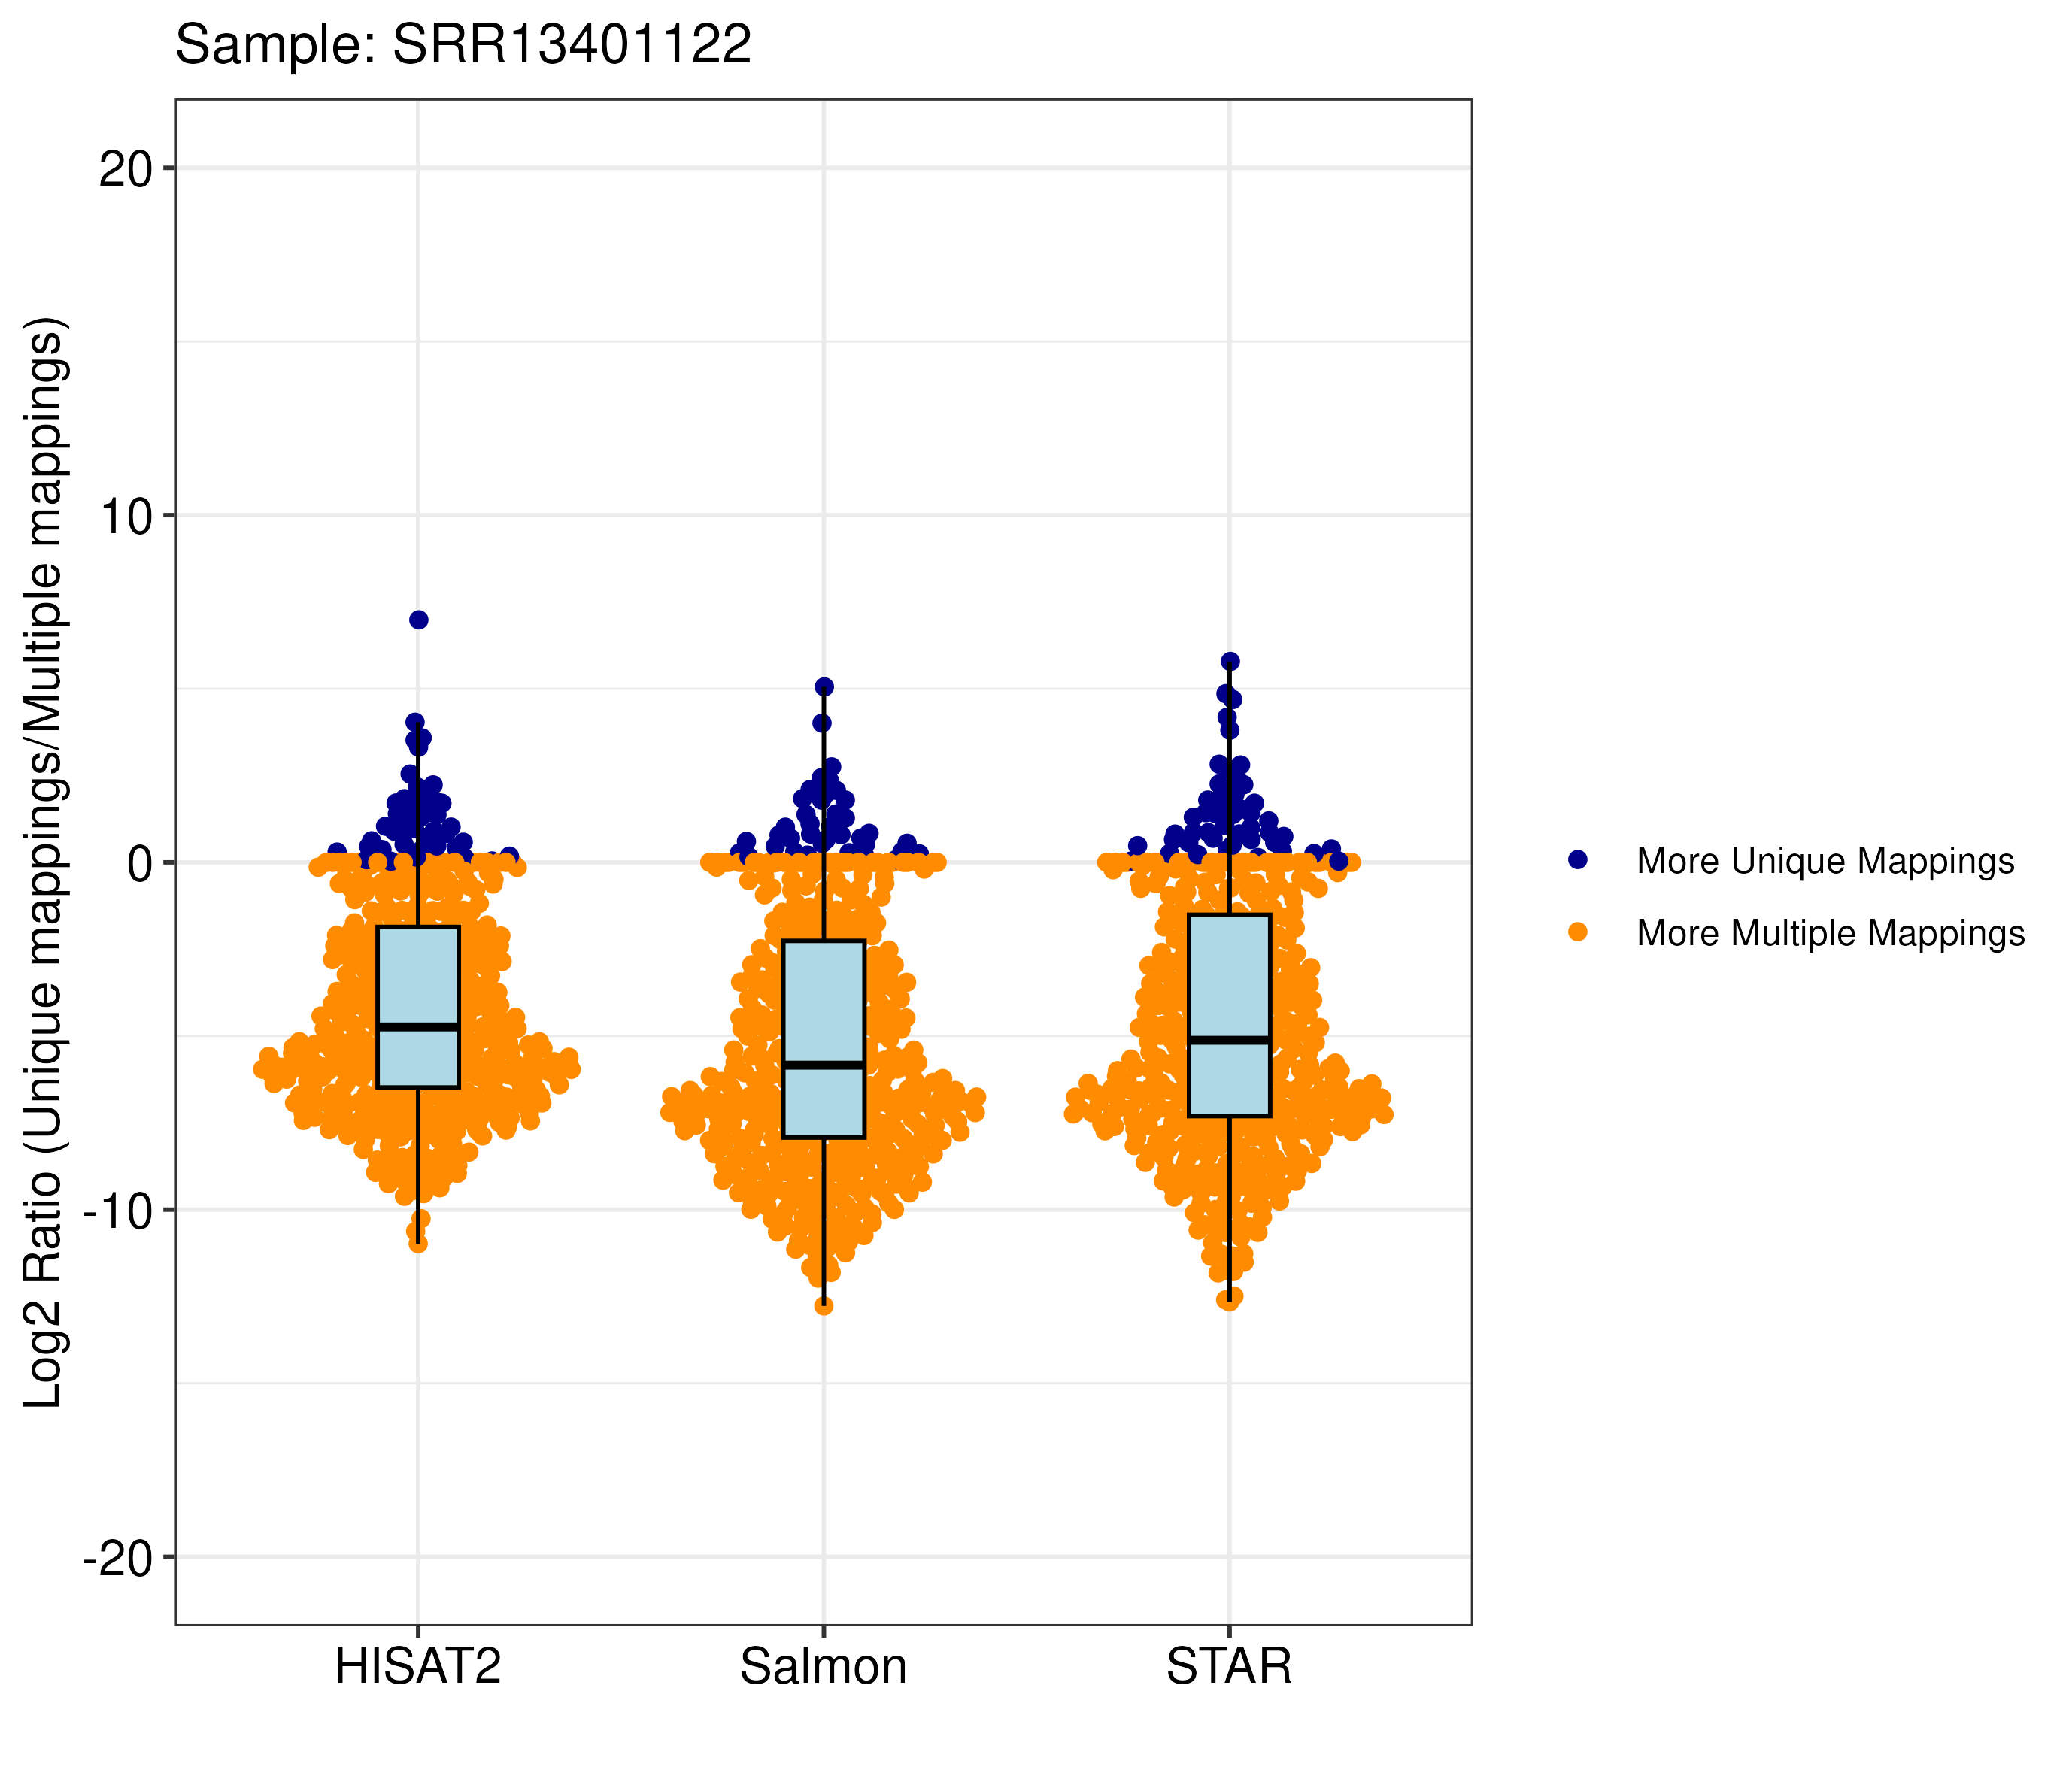 Sample: SRR13401122
Log2 Ratio (Unique mappings/Multiple mappings)
20
10
0
-10
-20
HISAT2
Salmon
STAR
More Unique Mappings
More Multiple Mappings